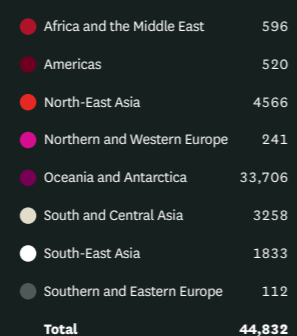 Africa and the Middle East 596
Americas 520
North-East Asia 4566
Northern and Western Europe 241
Oceania and Antarctica 33,706
South and Central Asia 3258
South-East Asia 1833
Southern and Eastern Europe 112
Total 44,832